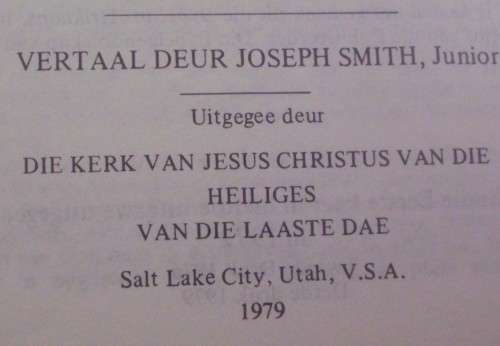 VERTAAL DEUR JOSEPH SMITH, Junior
Uitgegee deur
DIE KERK VAN JESUS CHRISTUS VAN DIE
HEILIGES
VAN DIE LAASTE DAE
Salt Lake City, Utah, V.S.A.
1979